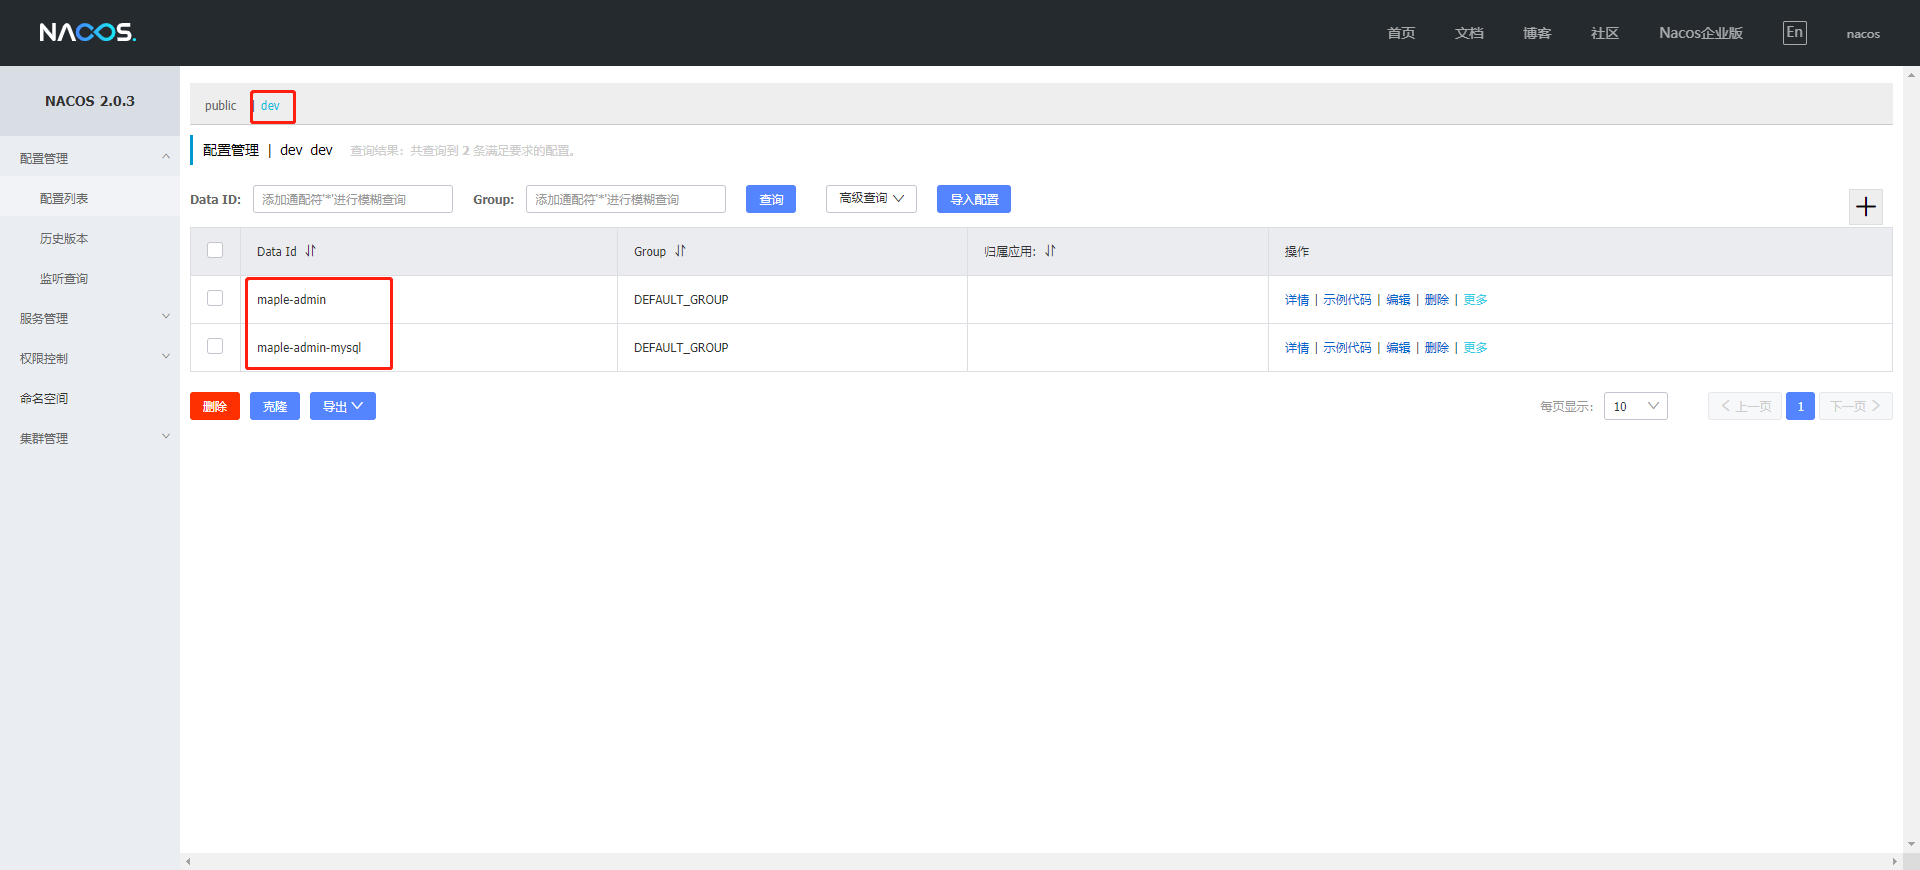 NACOS.
首页 文档 博客 社区 Nacos企业版 En nacos
NACOS 2.0.3
配置管理
配置列表
历史版本
监听查询
服务管理
权限控制
命名空间
集群管理
public dev
配置管理 | dev dev 查询结果：共查询到 2 条满足要求的配置。
Data ID: 添加通配符'*'进行模糊查询 Group: 添加通配符'*'进行模糊查询 查询 高级查询 导入配置
Data Id Group 归属应用: 操作
maple-admin DEFAULT_GROUP 详情 | 示例代码 | 编辑 | 删除 | 更多
maple-admin-mysql DEFAULT_GROUP 详情 | 示例代码 | 编辑 | 删除 | 更多
删除 克隆 导出 每页显示: 10 上一页 1 下一页